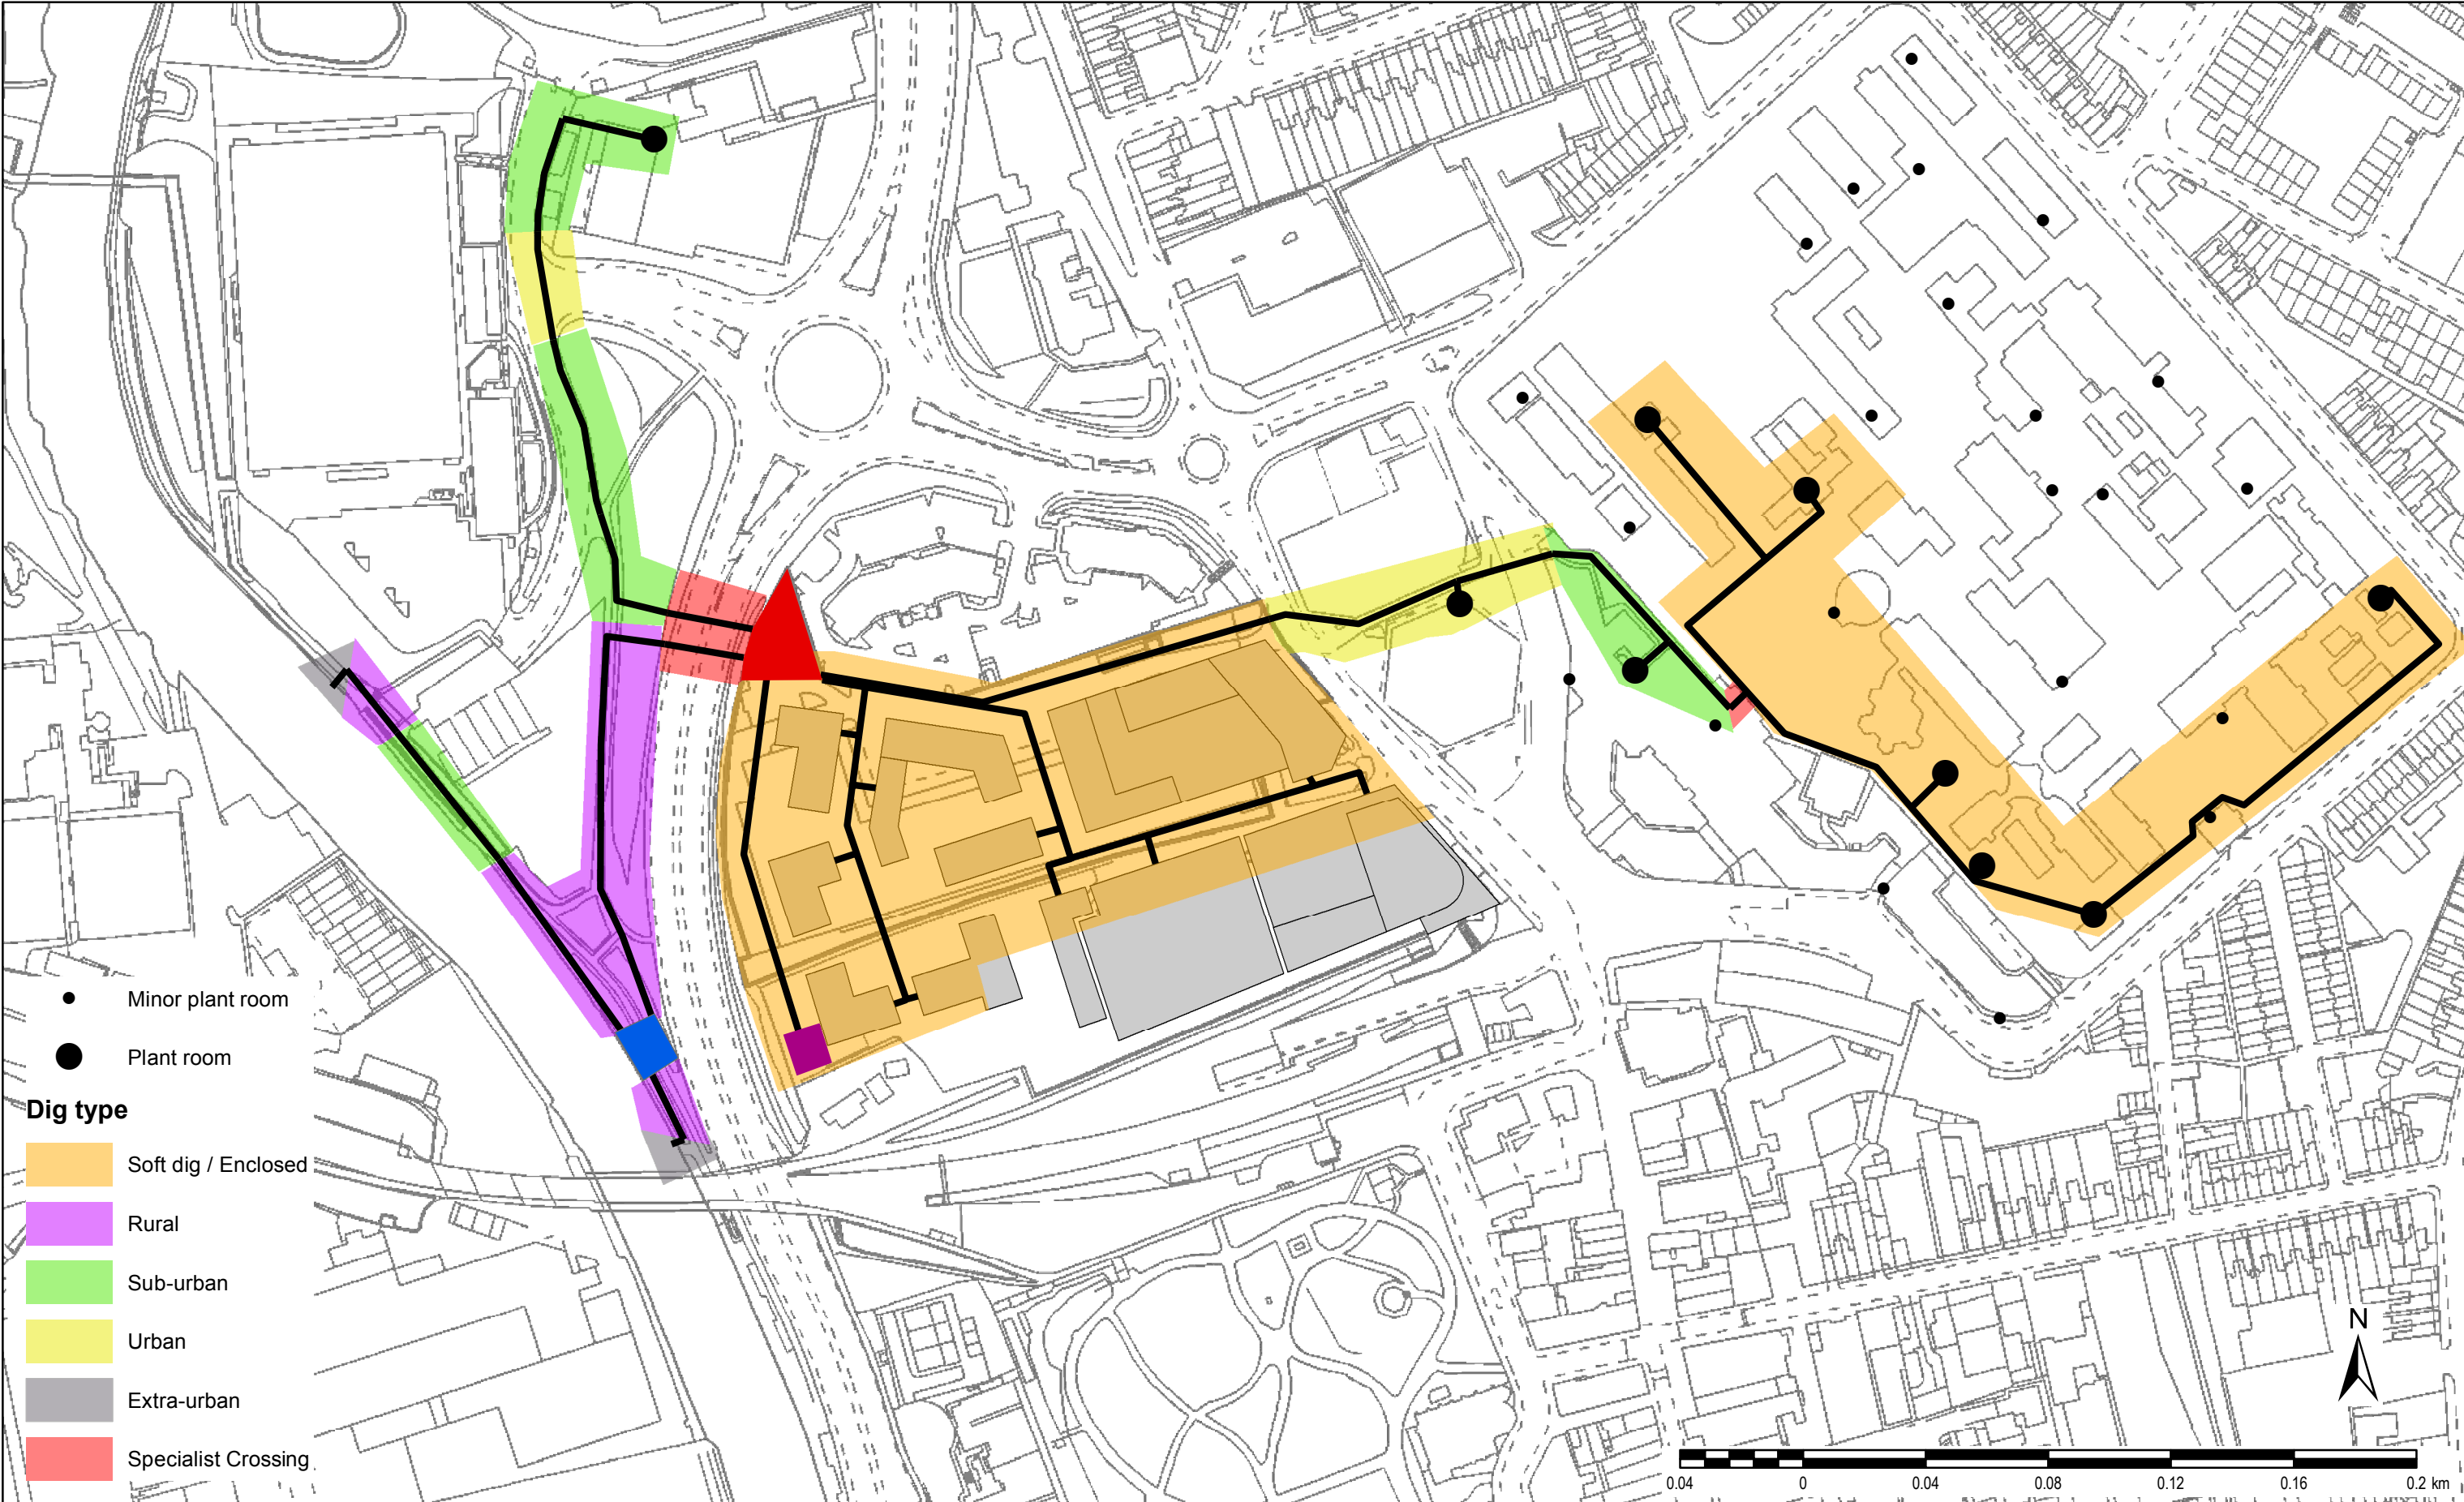 Minor plant room
Plant room
Dig type
Soft dig / Enclosed
Rural
Sub-urban
Urban
Extra-urban
Specialist Crossing
N
0.04 0 0.04 0.08 0.12 0.16 0.2 km